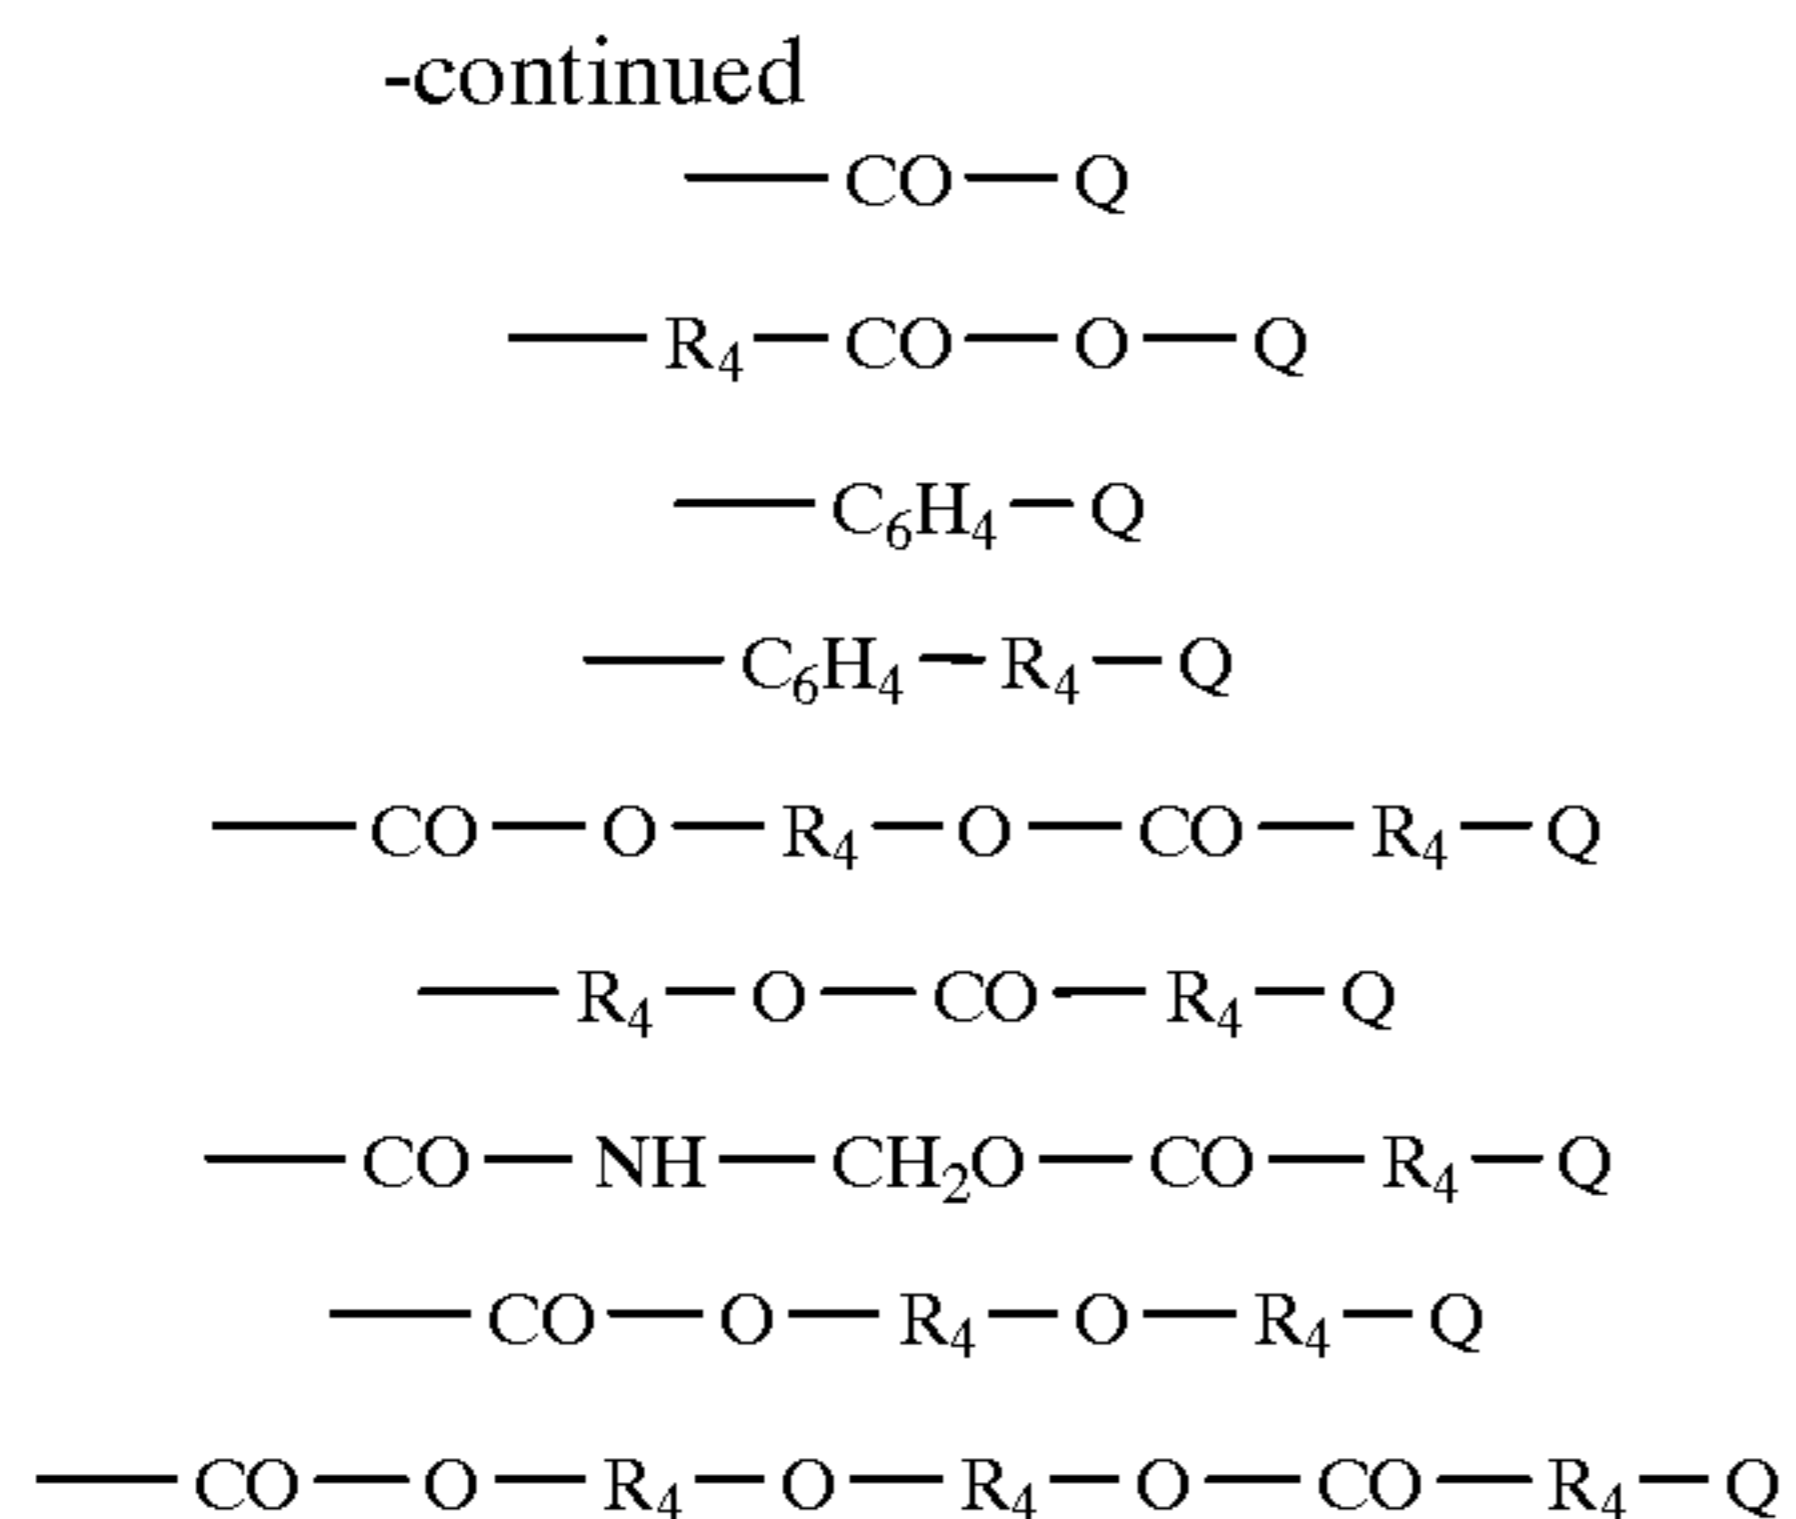 -continued
—CO—Q
—R₄—CO—O—Q
—C₆H₄—Q
—C₆H₄—R₄—Q
—CO—O—R₄—O—CO—R₄—Q
—R₄—O—CO—R₄—Q
—CO—NH—CH₂O—CO—R₄—Q
—CO—O—R₄—O—R₄—Q
—CO—O—R₄—O—R₄—O—CO—R₄—Q